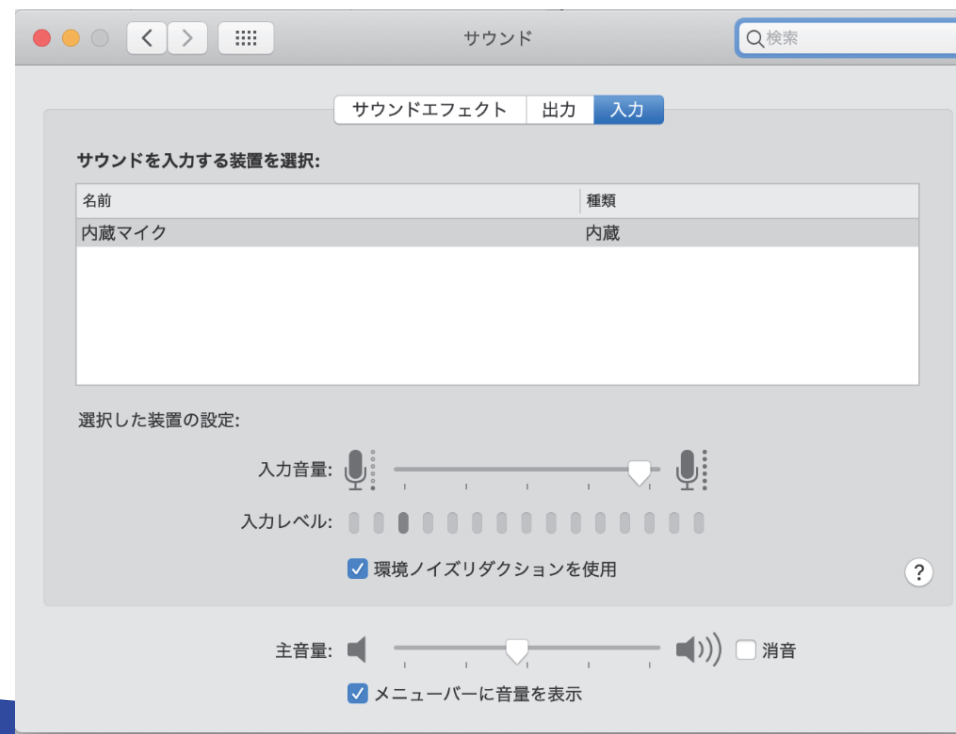 サウンド
検索
サウンドエフェクト 出力 入力
サウンドを入力する装置を選択:
名前 種類
内蔵マイク 内蔵
選択した装置の設定:
入力音量:
入力レベル:
環境ノイズリダクションを使用
?
主音量: 消音
メニューバーに音量を表示